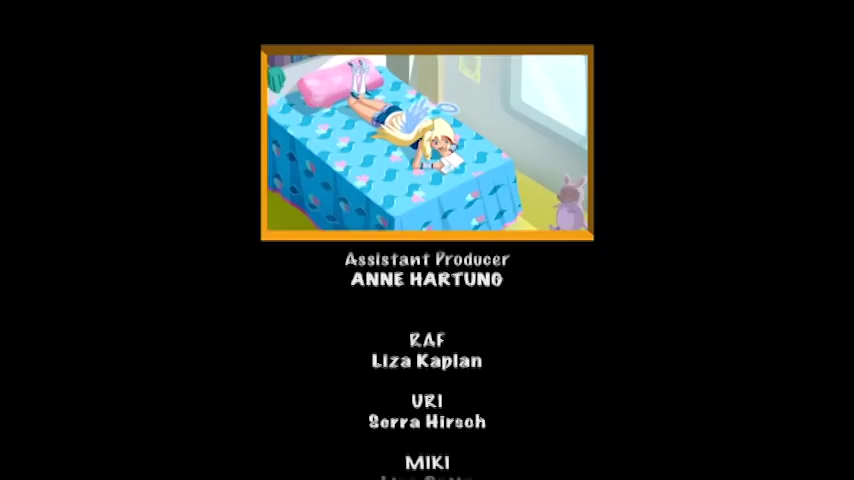 Assistant Producer
ANNE HARTUNG
RAF
Liza Kaplan
URI
Serra Hirsch
MIKI